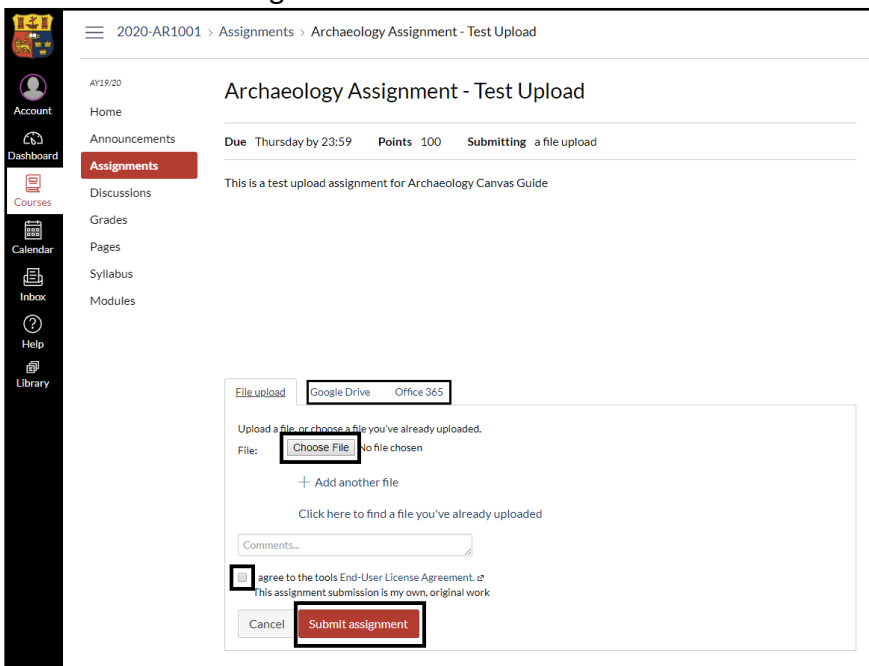 2020-AR1001 > Assignments > Archaeology Assignment - Test Upload
Account
Dashboard
Courses
Calendar
Inbox
Help
Library
AY19/20
Home
Announcements
Assignments
Discussions
Grades
Pages
Syllabus
Modules
Archaeology Assignment - Test Upload
Due Thursday by 23:59 Points 100 Submitting a file upload
This is a test upload assignment for Archaeology Canvas Guide
File upload Google Drive Office 365
Upload a file, or choose a file you've already uploaded.
File: Choose File No file chosen
+ Add another file
Click here to find a file you've already uploaded
Comments...
agree to the tools End-User License Agreement.
This assignment submission is my own, original work
Cancel Submit assignment